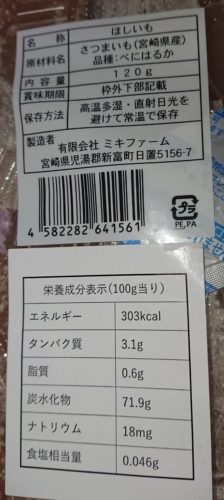 名称 ほしいも
原材料名 さつまいも(宮崎県産)
品種:べにはるか
内容量 120g
賞味期限 枠外下部記載
保存方法 高温多湿・直射日光を
避けて常温で保存
製造者 有限会社 ミキファーム
宮崎県児湯郡新富町日置5156-7
4 582282 641561
プラ
PE,PA
栄養成分表示(100g当り)
エネルギー 303kcal
タンパク質 3.1g
脂質 0.6g
炭水化物 71.9g
ナトリウム 18mg
食塩相当量 0.046g